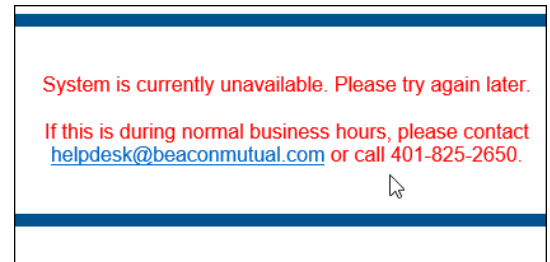 System is currently unavailable. Please try again later.
If this is during normal business hours, please contact
helpdesk@beaconmutual.com or call 401-825-2650.